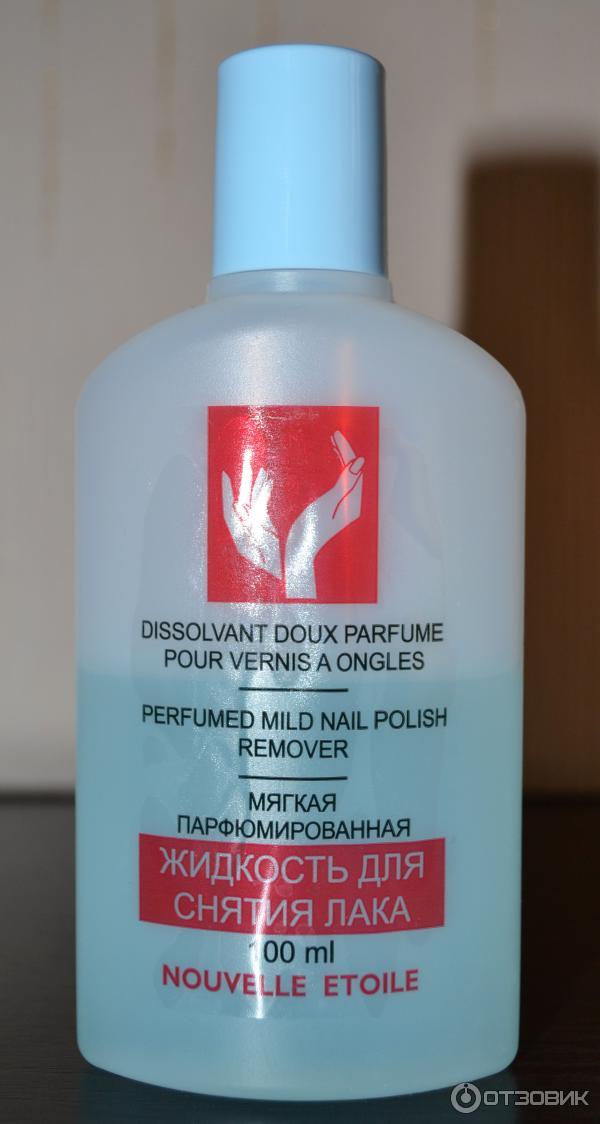 DISSOLVANT DOUX PARFUME
POUR VERNIS A ONGLES
PERFUMED MILD NAIL POLISH
REMOVER
МЯГКАЯ
ПАРФЮМИРОВАННАЯ
ЖИДКОСТЬ ДЛЯ
СНЯТИЯ ЛАКА
100 ml
NOUVELLE ETOILE
ОТЗОВИК